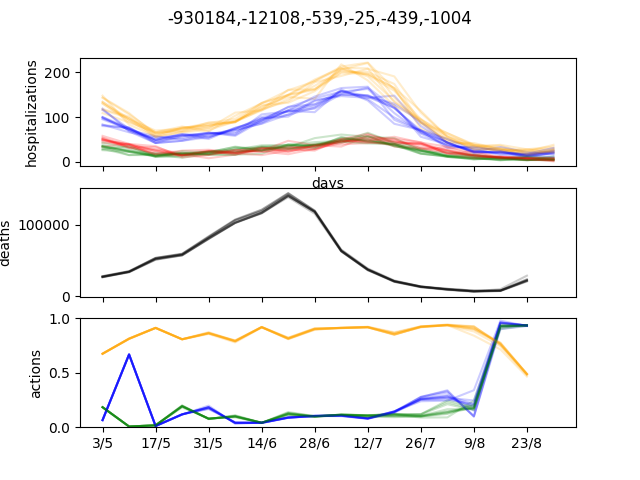 -930184,-12108,-539,-25,-439,-1004
hospitalizations
200
100
0
days
deaths
100000
0
actions
1.0
0.5
0.0
3/5 17/5 31/5 14/6 28/6 12/7 26/7 9/8 23/8